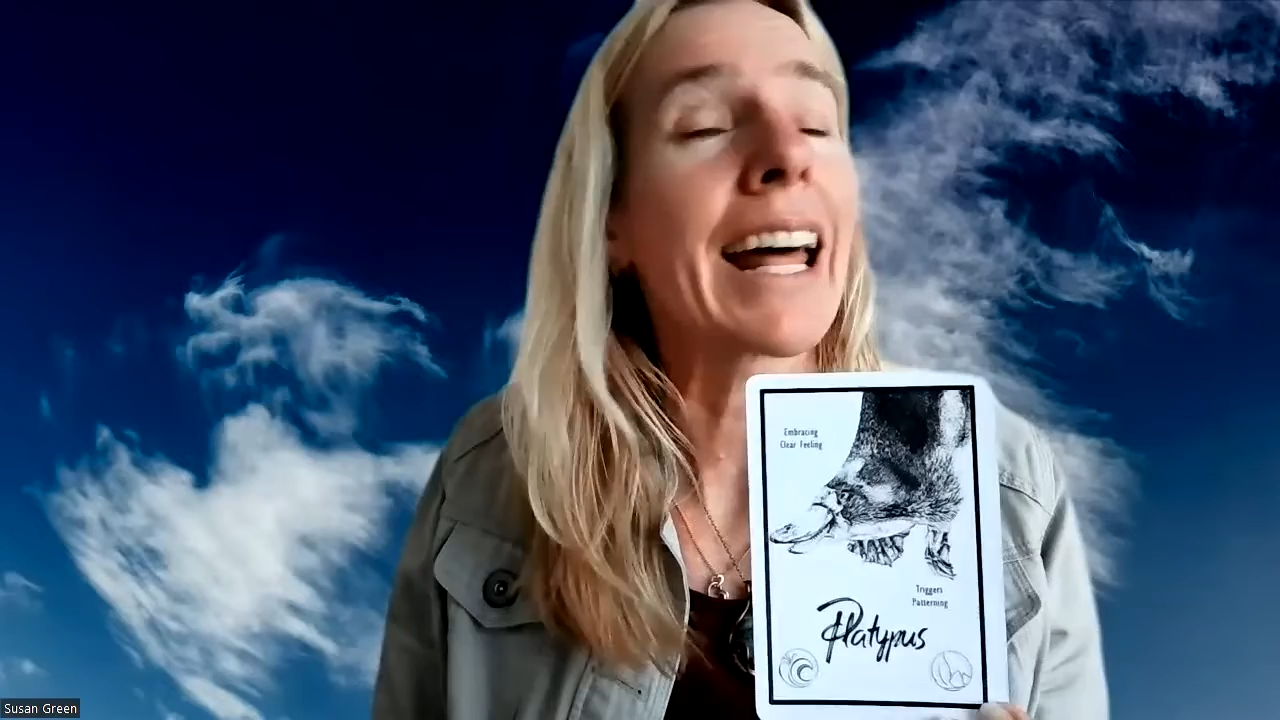 Embracing
Clear Feeling
Triggers
Patterning
Platypus
Susan Green